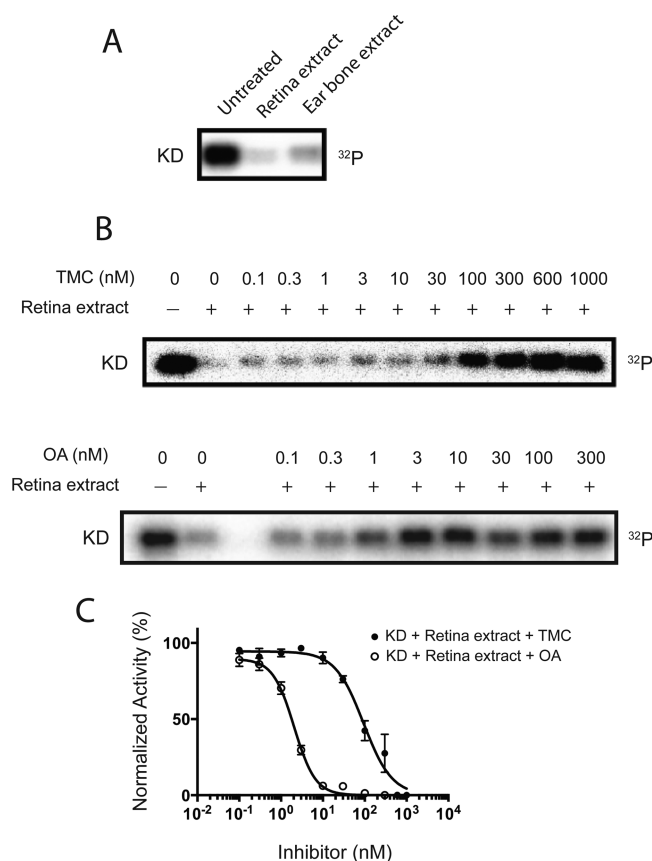 A
Untreated
Retina extract
Ear bone extract
KD
32P
B
TMC (nM) 0 0 0.1 0.3 1 3 10 30 100 300 600 1000
Retina extract − + + + + + + + + + + +
KD
32P
OA (nM) 0 0 0.1 0.3 1 3 10 30 100 300
Retina extract − + + + + + + + + +
KD
32P
C
Normalized Activity (%)
100
50
0
10-1 10-2 100 101 102 103 104
KD + Retina extract + TMC
KD + Retina extract + OA
Inhibitor (nM)